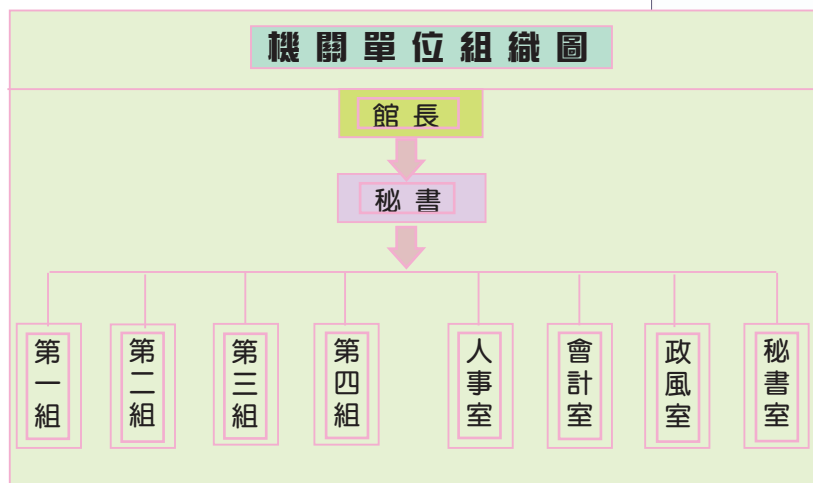 機關單位組織圖
館長
秘書
第一組
第二組
第三組
第四組
人事室
會計室
政風室
秘書室